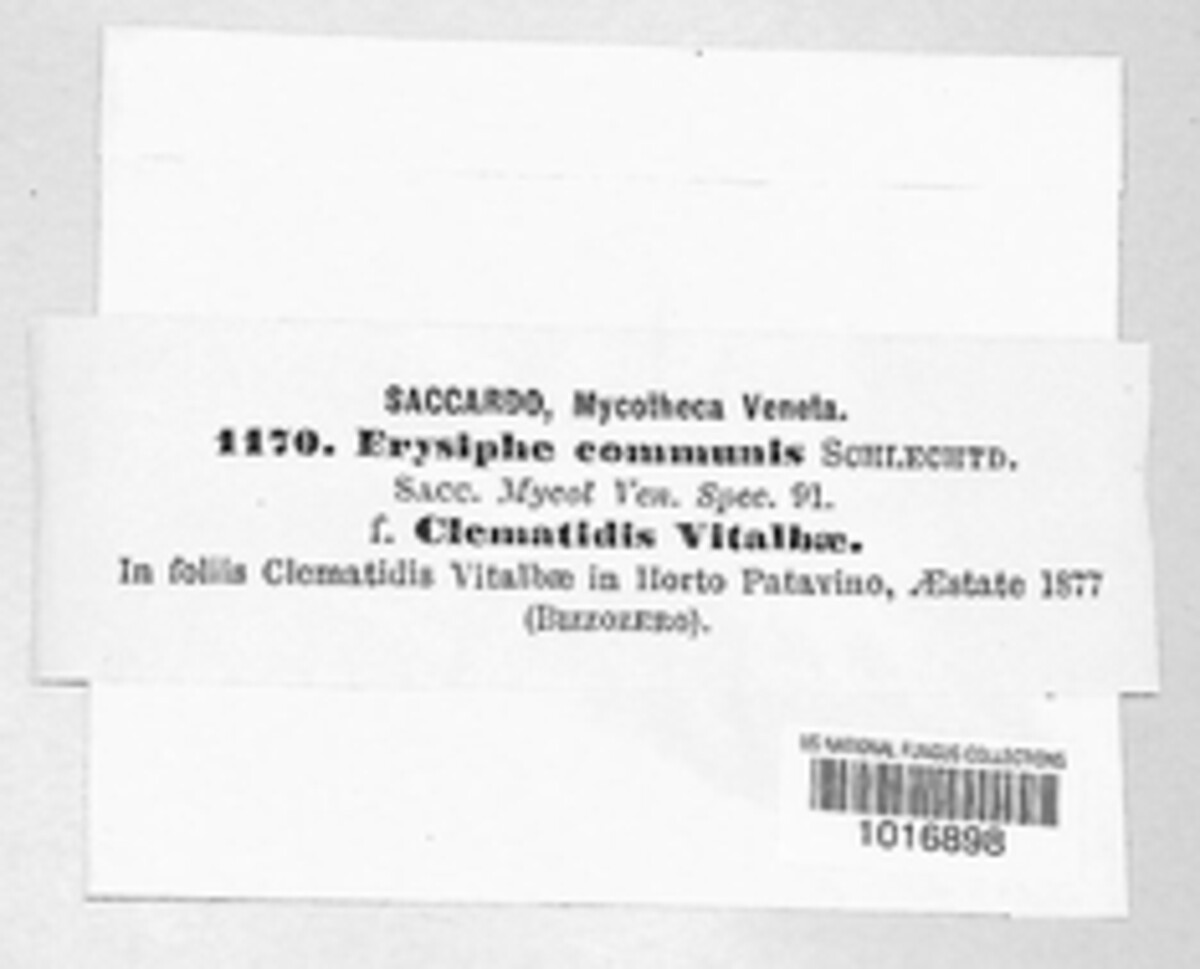 SACCARDO, Mycotheca Veneta.
1170. Erysiphe communis SCHLECHTD.
SACC. Mycot Ven. Spec. 91.
f. Clematidis Vitalbæ.
In foliis Clematidis Vitalbæ in Horto Patavino, Æstate 1877
(BIZZOZERO).
US NATIONAL FUNGUS COLLECTIONS
1016898